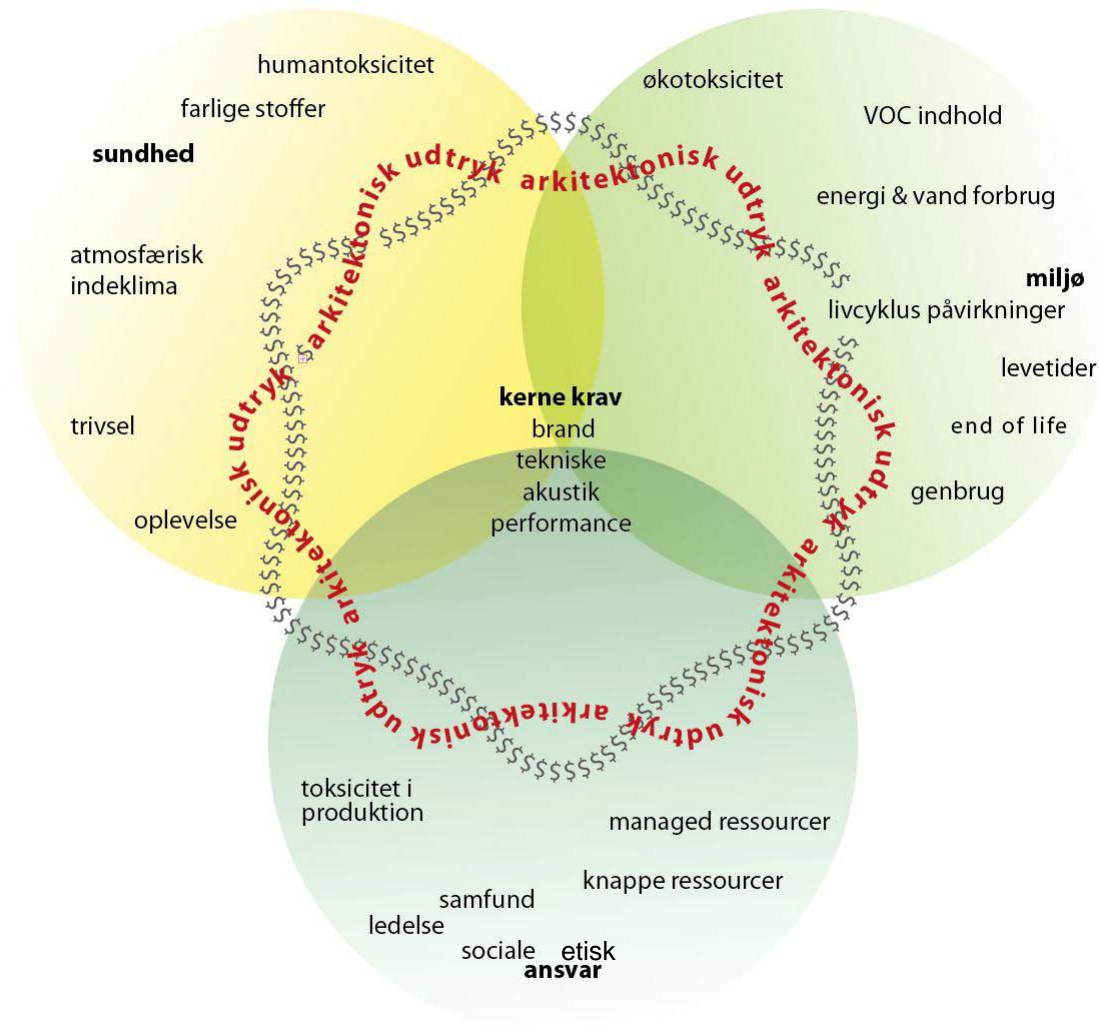 humantoksicitet
farlige stoffer
sundhed
atmosfærisk
indeklima
trivsel
oplevelse
økotoksicitet
VOC indhold
energi & vand forbrug
miljø
livcyklus påvirkninger
levetider
end of life
genbrug
kerne krav
brand
tekniske
akustik
performance
arkitektonisk udtryk arkitektonisk udtryk arkitektonisk udtryk arkitektonisk udtryk arkitektonisk udtryk arkitektonisk udtryk
toksicitet i
produktion
managed ressourcer
knappe ressourcer
samfund
ledelse
sociale etisk
ansvar